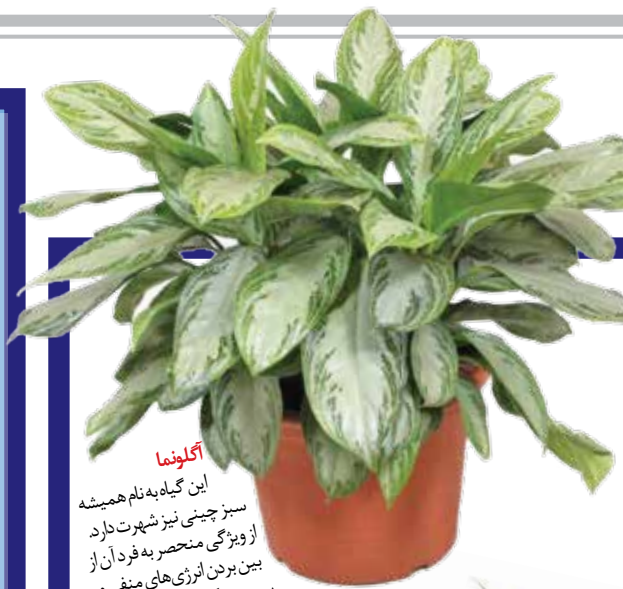 آگلونما
این گیاه به نام همیشه
سبز چینی نیز شهرت دارد.
از ویژگی منحصر به فرد آن از
بین بردن انرژی‌های منفی